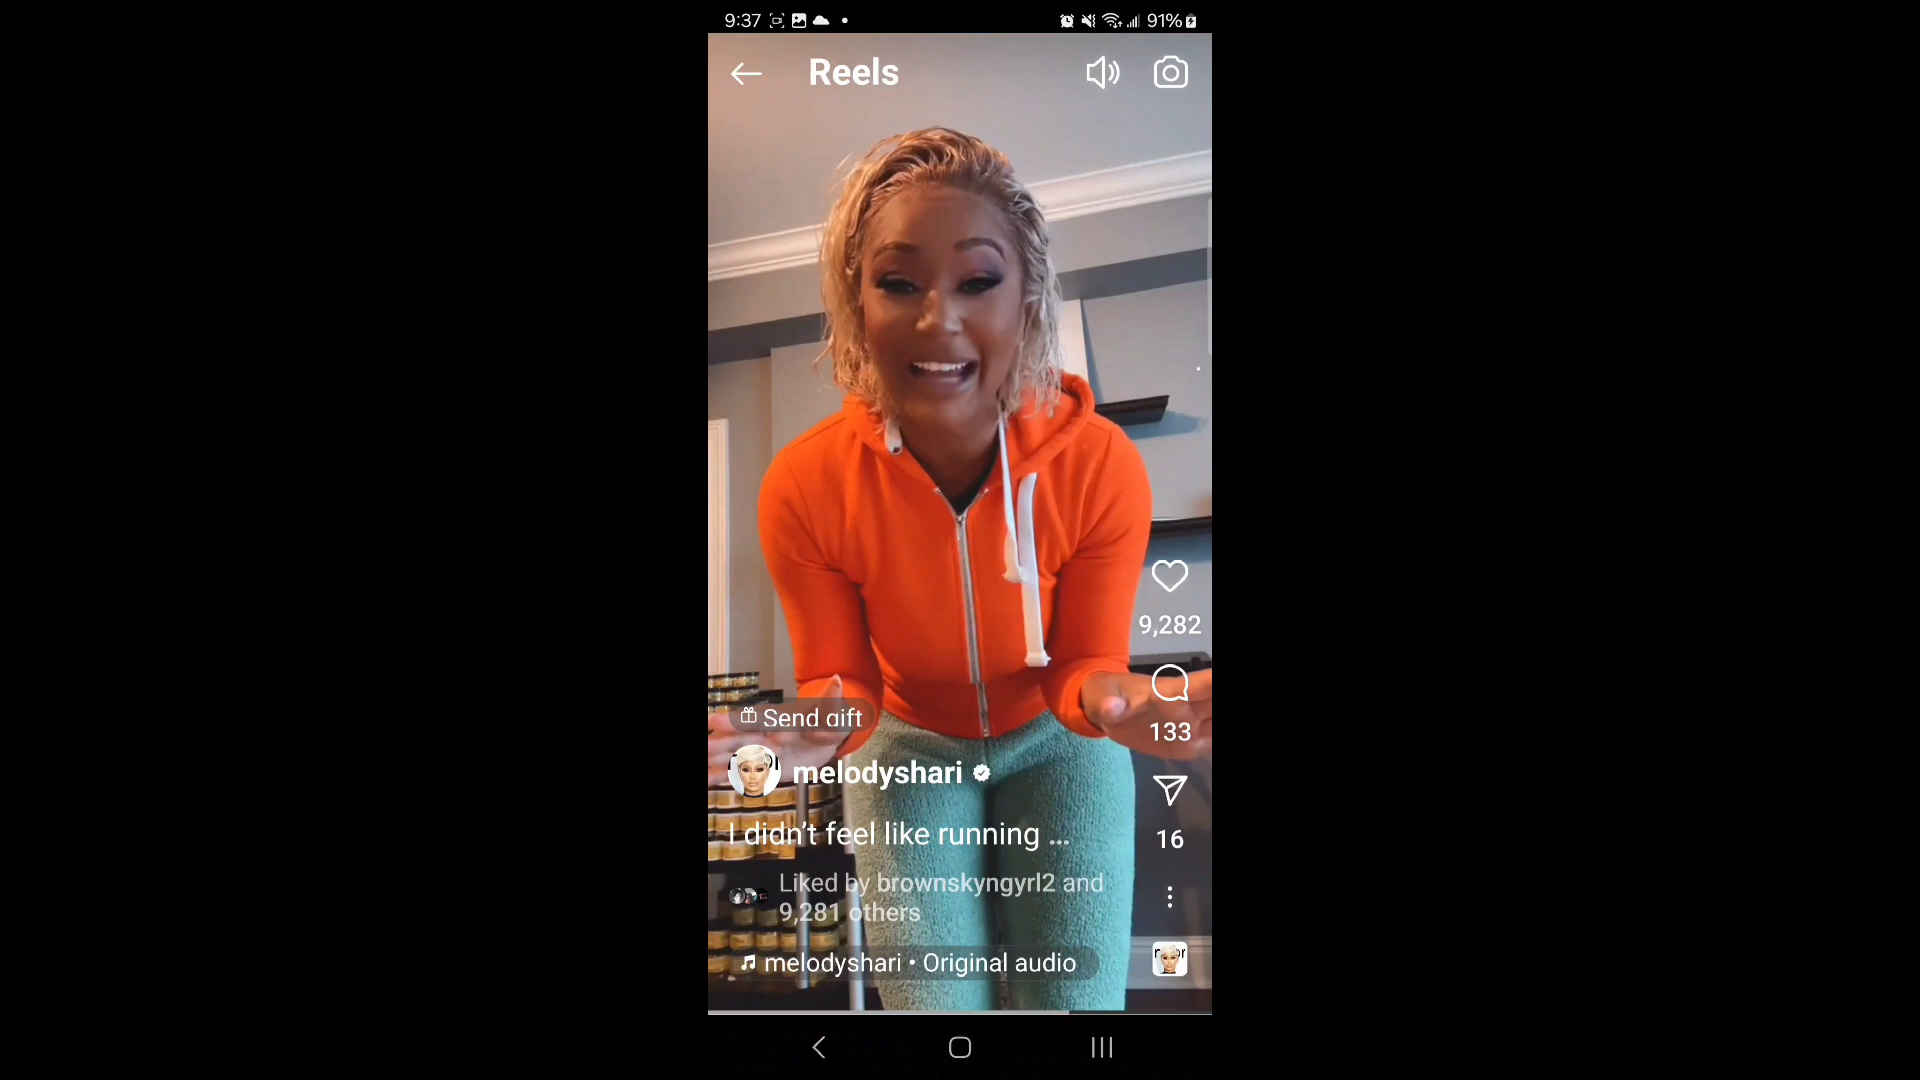 9:37
91%
Reels
9,282
133
Send gift
melodyshari
I didn't feel like running ...
16
Liked by brownskyngyrl2 and
9,281 others
melodyshari • Original audio